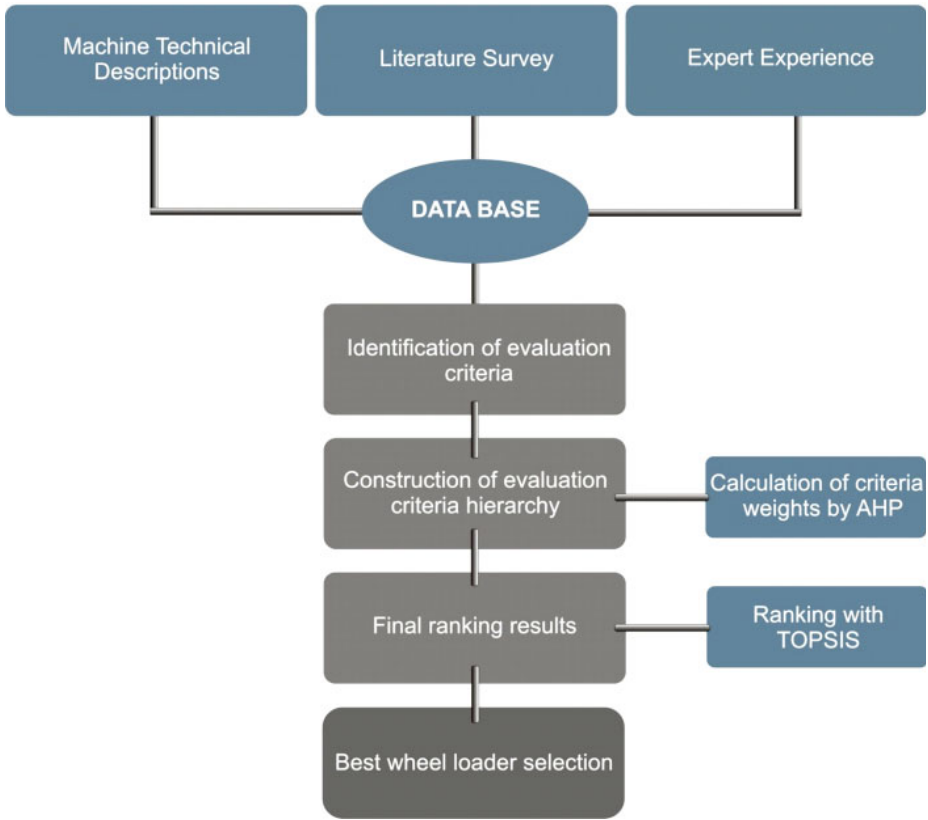 Machine Technical
Descriptions
Literature Survey
Expert Experience
DATA BASE
Identification of evaluation
criteria
Construction of evaluation
criteria hierarchy
Calculation of criteria
weights by AHP
Final ranking results
Ranking with
TOPSIS
Best wheel loader selection